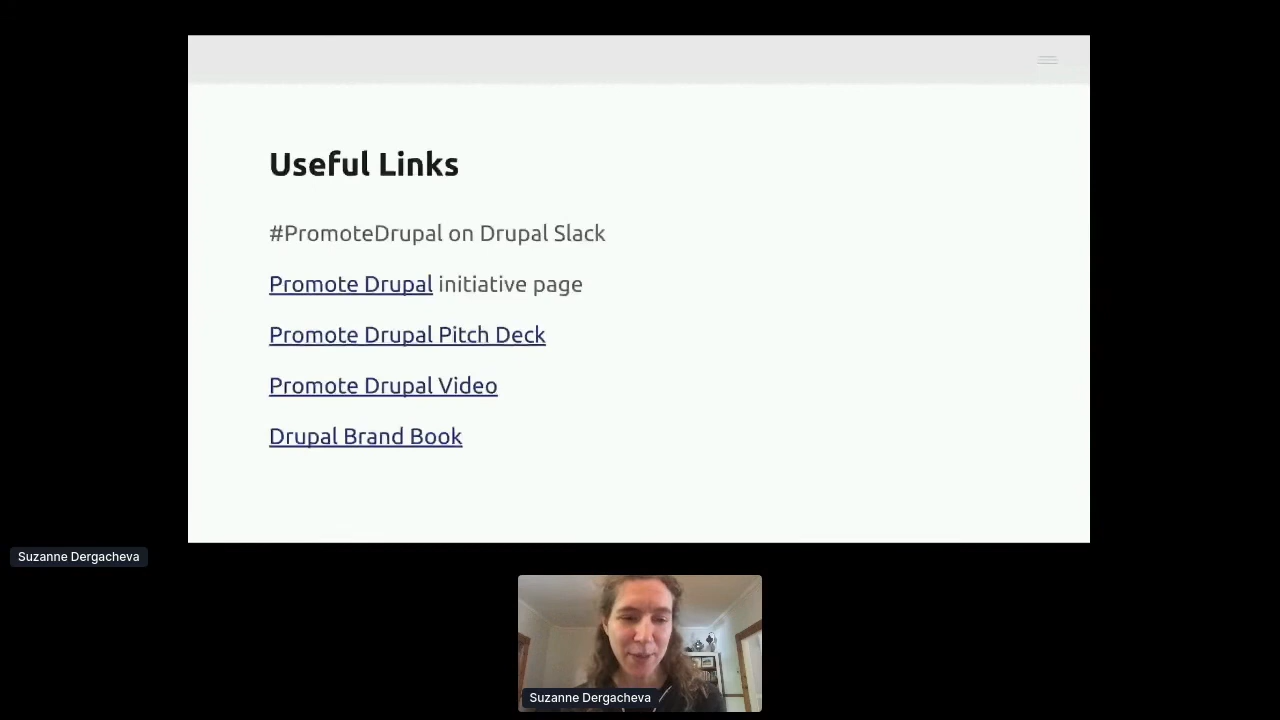 Useful Links
#PromoteDrupal on Drupal Slack
Promote Drupal initiative page
Promote Drupal Pitch Deck
Promote Drupal Video
Drupal Brand Book
Suzanne Dergacheva
Suzanne Dergacheva